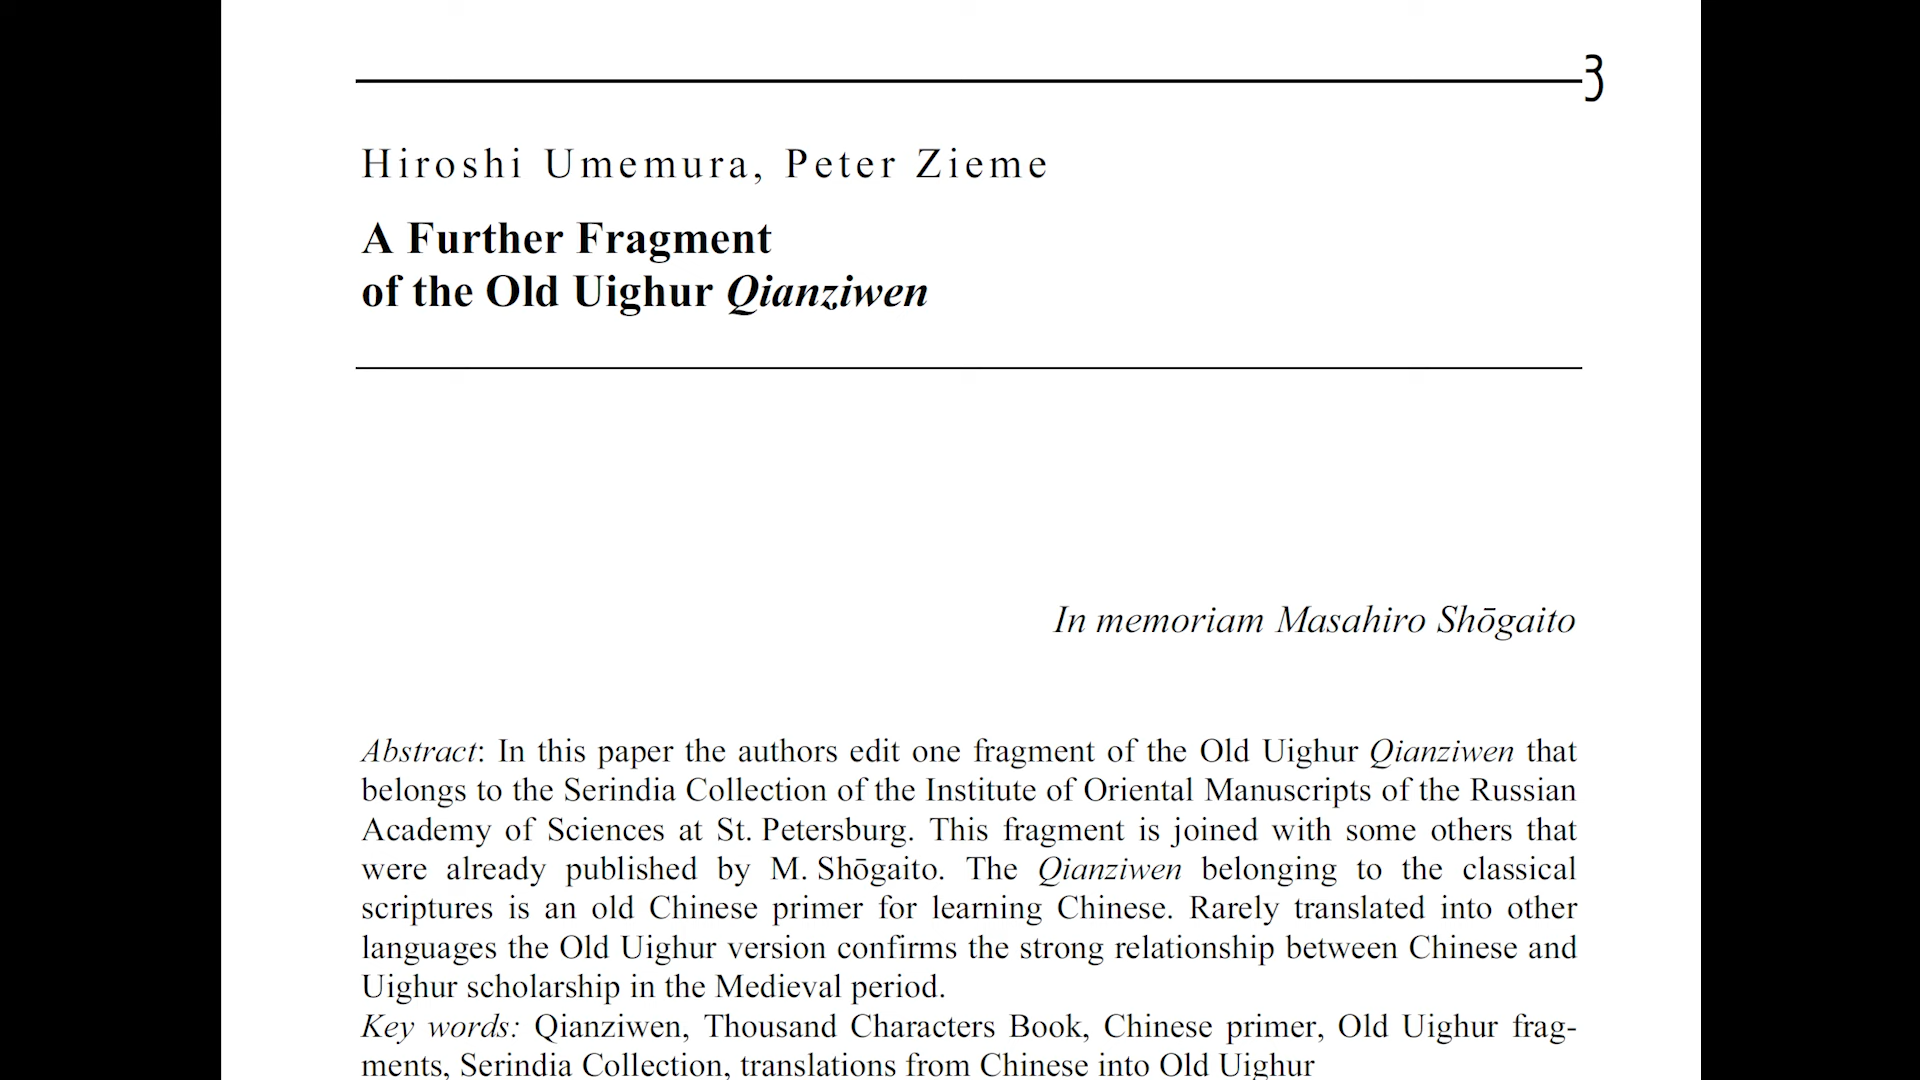 3
Hiroshi Umemura, Peter Zieme
A Further Fragment
of the Old Uighur Qianziwen
In memoriam Masahiro Shōgaito
Abstract: In this paper the authors edit one fragment of the Old Uighur Qianziwen that
belongs to the Serindia Collection of the Institute of Oriental Manuscripts of the Russian
Academy of Sciences at St. Petersburg. This fragment is joined with some others that
were already published by M. Shōgaito. The Qianziwen belonging to the classical
scriptures is an old Chinese primer for learning Chinese. Rarely translated into other
languages the Old Uighur version confirms the strong relationship between Chinese and
Uighur scholarship in the Medieval period.
Key words: Qianziwen, Thousand Characters Book, Chinese primer, Old Uighur frag-
ments, Serindia Collection, translations from Chinese into Old Uighur